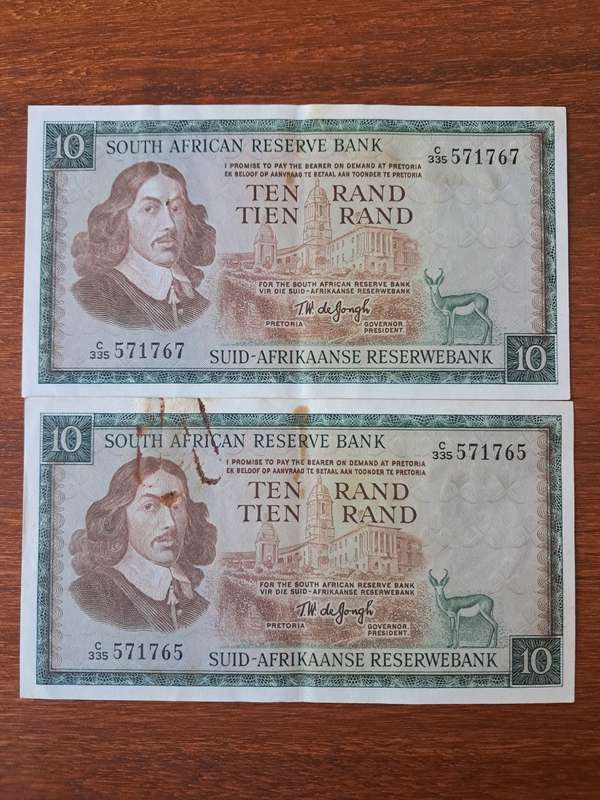 10 SOUTH AFRICAN RESERVE BANK C/335 571767
I PROMISE TO PAY THE BEARER ON DEMAND AT PRETORIA
EK BELOOF OP AANVRAAG TE BETAAL AAN TOONDER TE PRETORIA
TEN RAND
TIEN RAND
FOR THE SOUTH AFRICAN RESERVE BANK
VIR DIE SUID-AFRIKAANSE RESERWEBANK
T.W. de Jongh
PRETORIA GOVERNOR
PRESIDENT.
C/335 571767 SUID-AFRIKAANSE RESERWEBANK 10
10 SOUTH AFRICAN RESERVE BANK C/335 571765
I PROMISE TO PAY THE BEARER ON DEMAND AT PRETORIA
EK BELOOF OP AANVRAAG TE BETAAL AAN TOONDER TE PRETORIA
TEN RAND
TIEN RAND
FOR THE SOUTH AFRICAN RESERVE BANK
VIR DIE SUID-AFRIKAANSE RESERWEBANK
T.W. de Jongh
PRETORIA GOVERNOR.
PRESIDENT.
C/335 571765 SUID-AFRIKAANSE RESERWEBANK 10